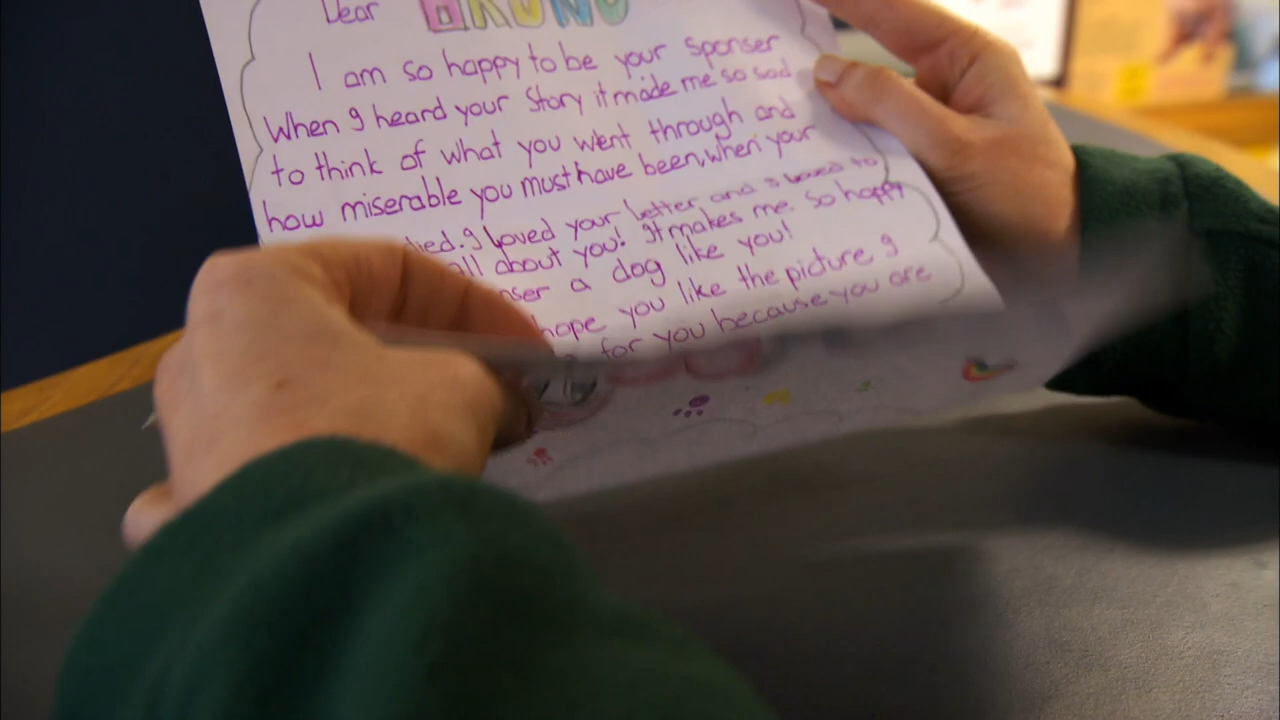 Dear BRUNO
I am so happy to be your Sponser
When I heard your Story it made me so sad
to think of what you went through and
how miserable you must have been, when your
died. I loved your letter and I loved to
all about you! It makes me so happy
a dog like you!
hope you like the picture I
for you because you are